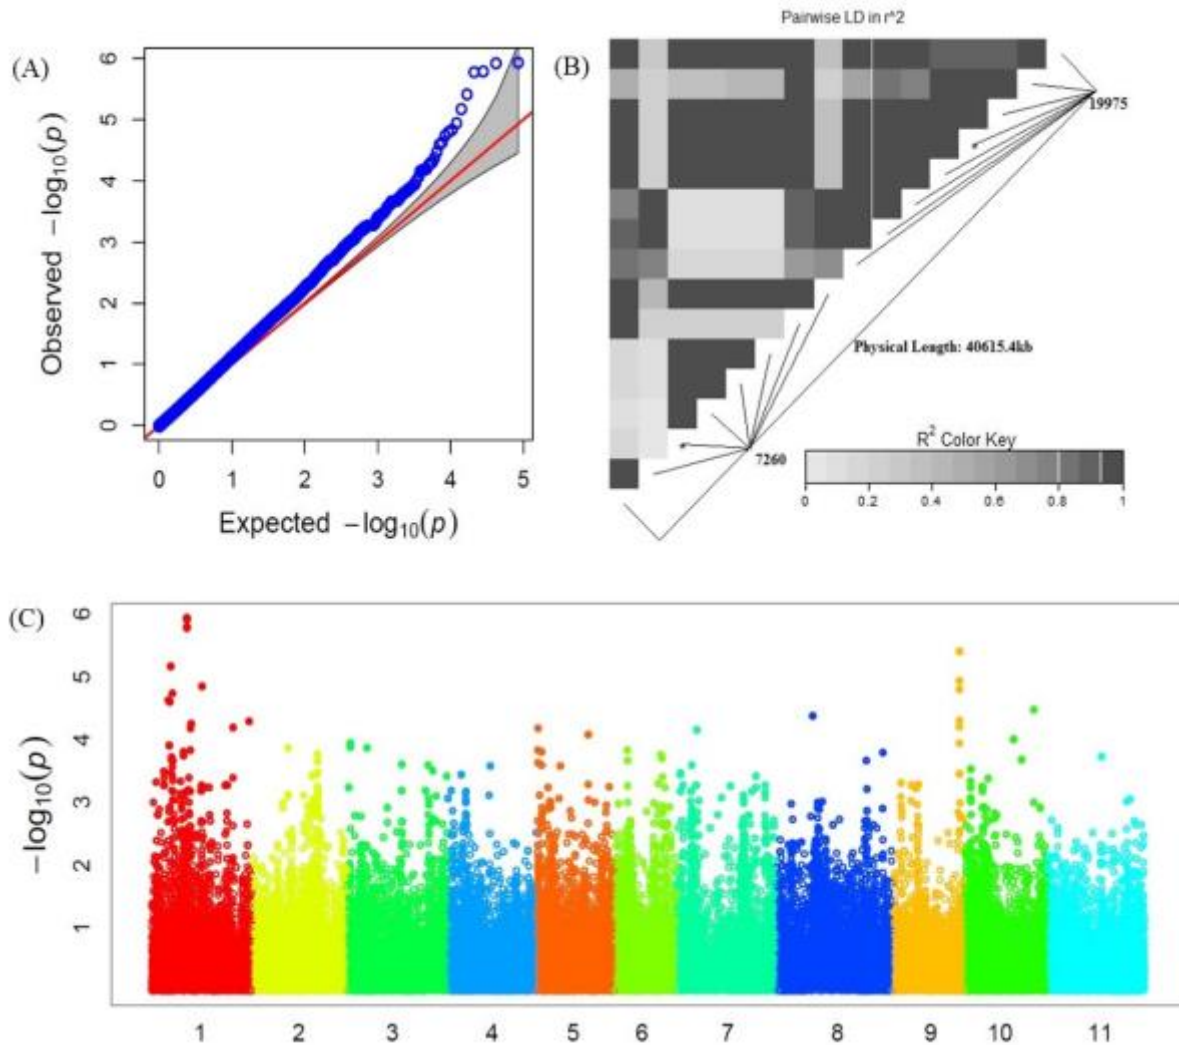 (A)
Observed −log10(p)
6
5
4
3
2
1
0
0 1 2 3 4 5
Expected −log10(p)
(B)
Pairwise LD in r^2
19975
Physical Length: 40615.4kb
7260
R2 Color Key
0 0.2 0.4 0.6 0.8 1
(C)
−log10(p)
6
5
4
3
2
1
1 2 3 4 5 6 7 8 9 10 11